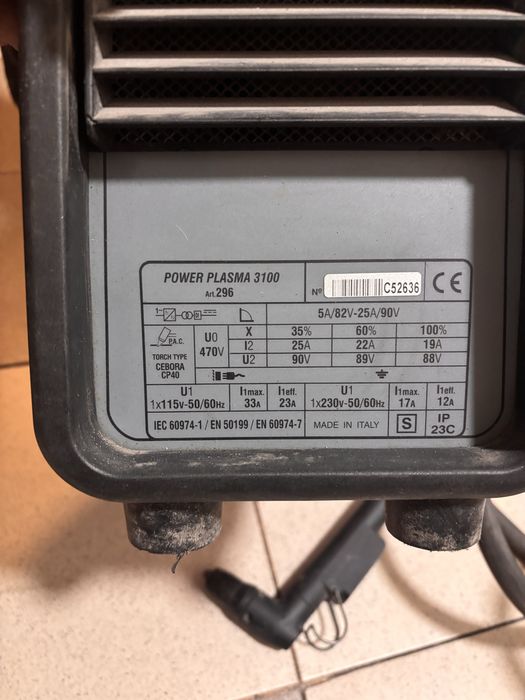 POWER PLASMA 3100
Art. 296
Nº C52636
CE
1~
5A/82V-25A/90V
P.A.C.
TORCH TYPE
CEBORA
CP40
U0
470V
X 35% 60% 100%
I2 25A 22A 19A
U2 90V 89V 88V
U1
1x115V-50/60Hz
I1max.
33A
I1eff.
23A
U1
1x230V-50/60Hz
I1max.
17A
I1eff.
12A
IEC 60974-1 / EN 50199 / EN 60974-7
MADE IN ITALY
S
IP
23C